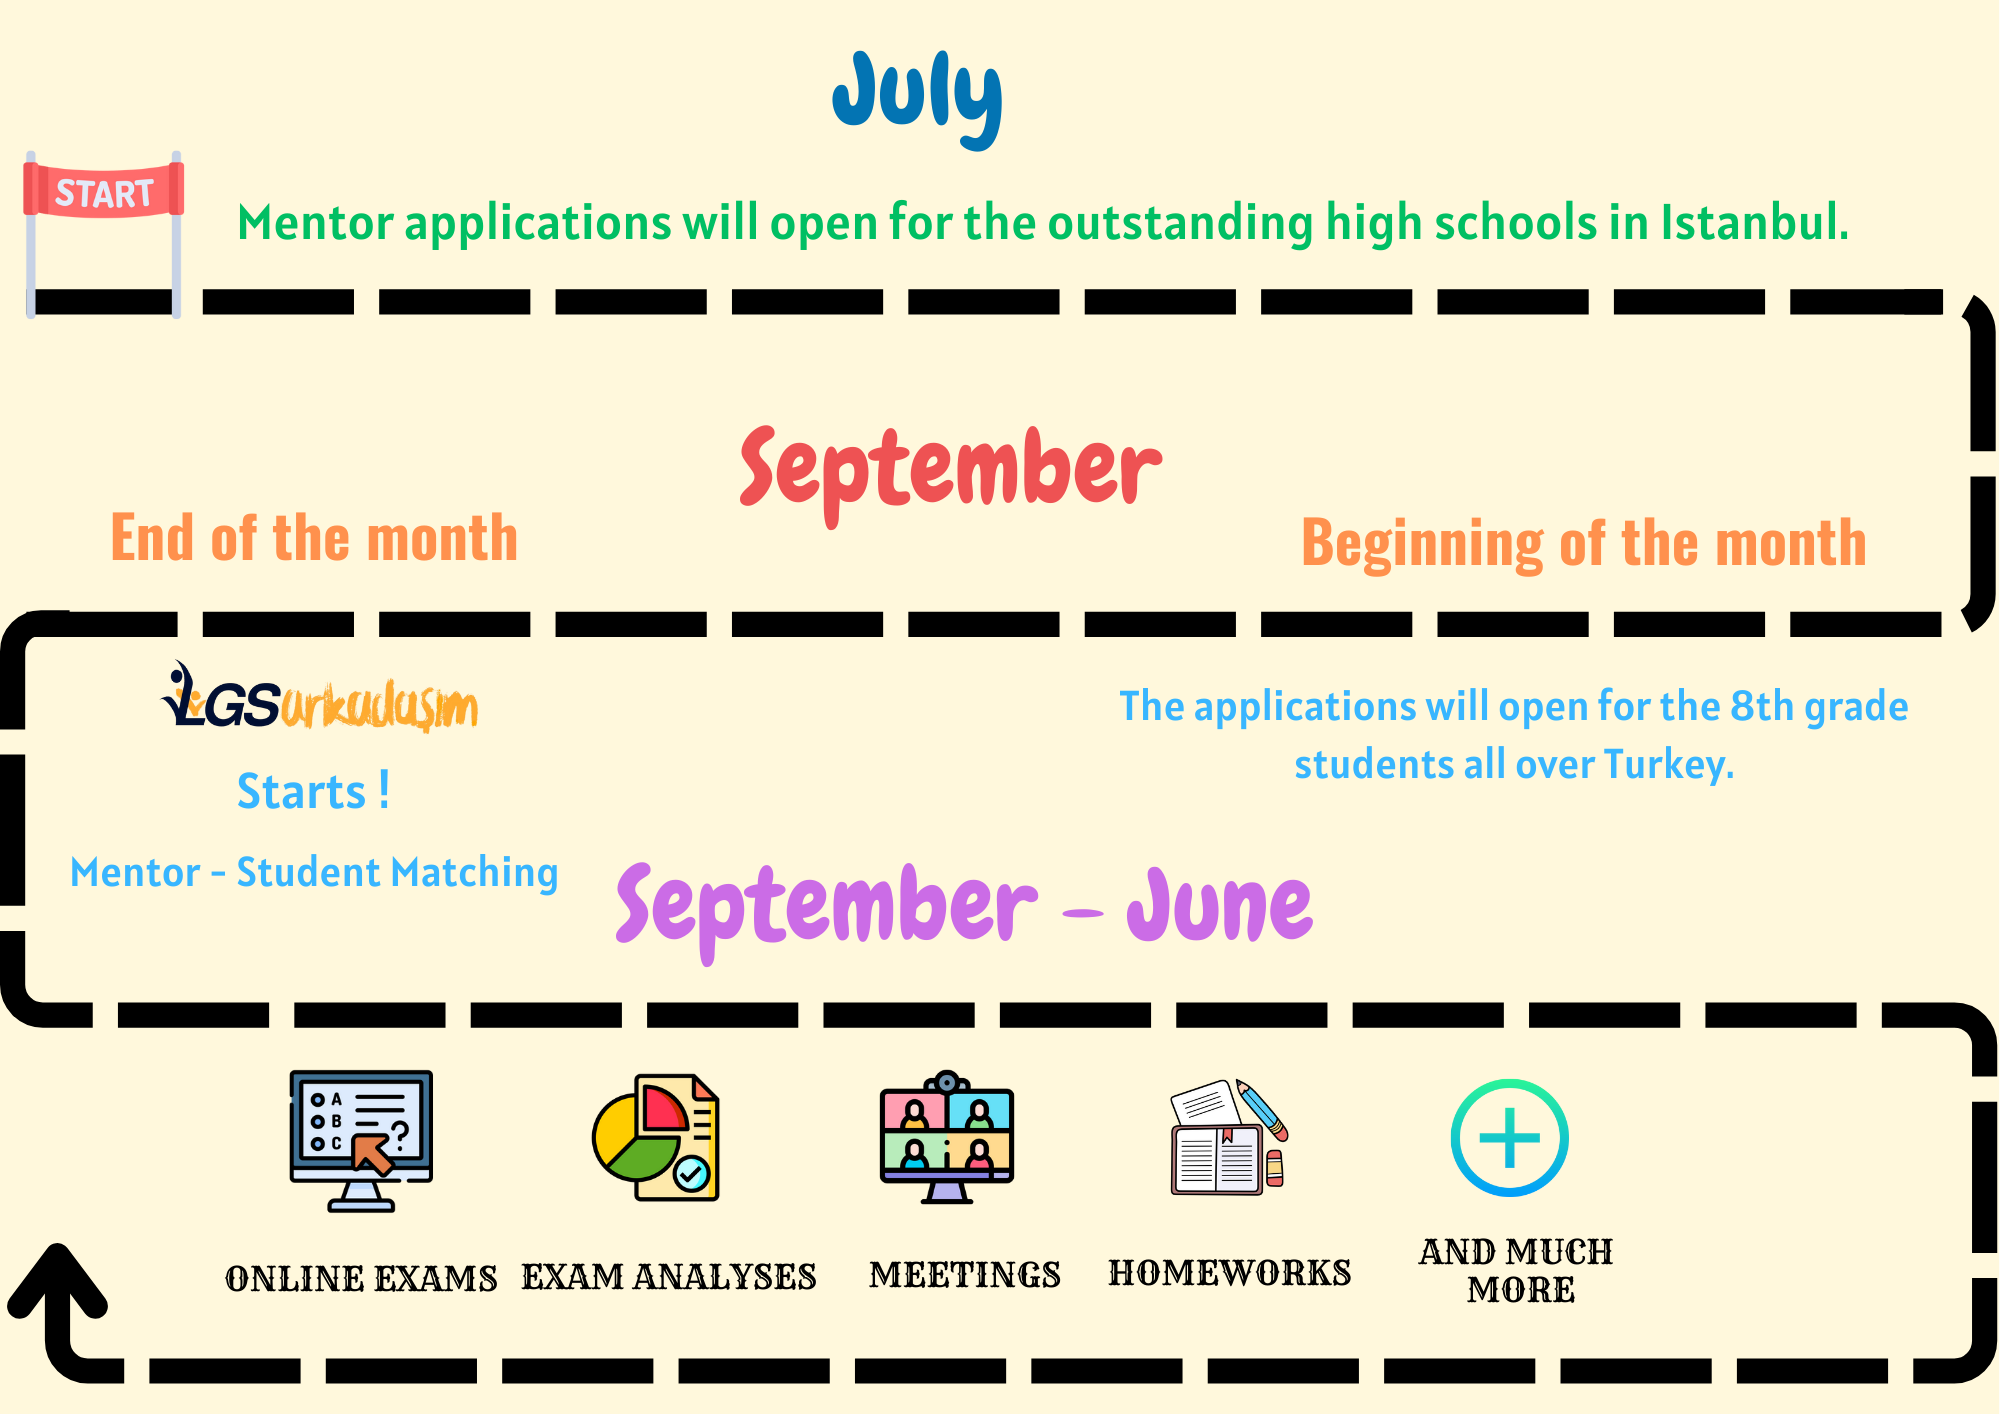 July
START
Mentor applications will open for the outstanding high schools in Istanbul.
September
End of the month
Beginning of the month
LGSarkadaşım
Starts !
Mentor - Student Matching
The applications will open for the 8th grade
students all over Turkey.
September - June
A
B
C
?
ONLINE EXAMS
EXAM ANALYSES
MEETINGS
HOMEWORKS
AND MUCH
MORE